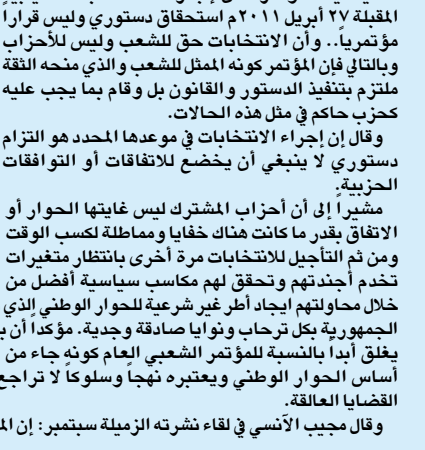 المقبلة ٢٧ أبريل ٢٠١١م استحقاق دستوري وليس قراراً
مؤتمرياً.. وأن الانتخابات حق للشعب وليس للأحزاب
وبالتالي فإن المؤتمر كونه الممثل للشعب والذي منحه الثقة
ملتزم بتنفيذ الدستور والقانون بل وقام بما يجب عليه
كحزب حاكم في مثل هذه الحالات.
وقال إن إجراء الانتخابات في موعدها المحدد هو التزام
دستوري لا ينبغي أن يخضع للاتفاقات أو التوافقات
الحزبية.
مشيراً إلى أن أحزاب المشترك ليس غايتها الحوار أو
الاتفاق بقدر ما كانت هناك خفايا ومماطلة لكسب الوقت
ومن ثم التأجيل للانتخابات مرة أخرى بانتظار متغيرات
تخدم أجندتهم وتحقق لهم مكاسب سياسية أفضل من
خلال محاولتهم ايجاد أطر غير شرعية للحوار الوطني الذي
الجمهورية بكل ترحاب ونوايا صادقة وجدية. مؤكداً أن
يغلق أبداً بالنسبة للمؤتمر الشعبي العام كونه جاء من
أساس الحوار الوطني ويعتبره نهجاً وسلوكاً لا تراجع
القضايا العالقة.
وقال مجيب الآنسي في لقاء نشرته الزميلة سبتمبر: إن